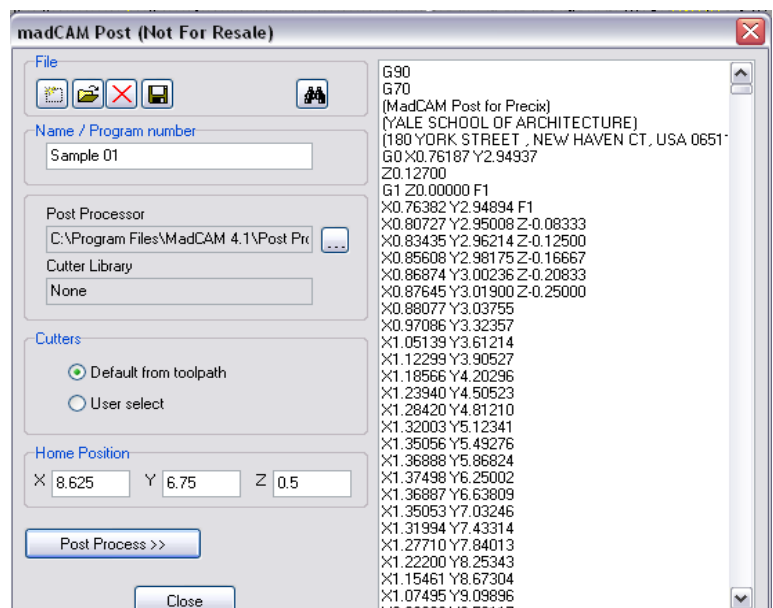 madCAM Post (Not For Resale)
File
Name / Program number
Sample 01
Post Processor
C:\Program Files\MadCAM 4.1\Post Pr
...
Cutter Library
None
Cutters
Default from toolpath
User select
Home Position
X 8.625 Y 6.75 Z 0.5
Post Process >>
Close
G90
G70
(MadCAM Post for Precix)
(YALE SCHOOL OF ARCHITECTURE)
(180 YORK STREET , NEW HAVEN CT, USA 0651
G0 X0.76187 Y2.94937
Z0.12700
G1 Z0.00000 F1
X0.76382 Y2.94894 F1
X0.80727 Y2.95008 Z-0.08333
X0.83435 Y2.96214 Z-0.12500
X0.85608 Y2.98175 Z-0.16667
X0.86874 Y3.00236 Z-0.20833
X0.87645 Y3.01900 Z-0.25000
X0.88077 Y3.03755
X0.97086 Y3.32357
X1.05139 Y3.61214
X1.12299 Y3.90527
X1.18566 Y4.20296
X1.23940 Y4.50523
X1.28420 Y4.81210
X1.32003 Y5.12341
X1.35056 Y5.49276
X1.36888 Y5.86824
X1.37498 Y6.25002
X1.36887 Y6.63809
X1.35053 Y7.03246
X1.31994 Y7.43314
X1.27710 Y7.84013
X1.22200 Y8.25343
X1.15461 Y8.67304
X1.07495 Y9.09896